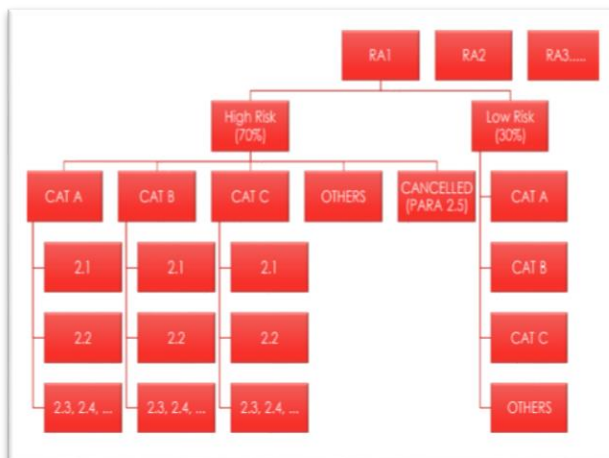 RA1
RA2
RA3.....
High Risk
(70%)
Low Risk
(30%)
CAT A
CAT B
CAT C
OTHERS
CANCELLED
(PARA 2.5)
CAT A
2.1
2.1
2.1
CAT B
2.2
2.2
2.2
CAT C
2.3, 2.4, ...
2.3, 2.4, ...
2.3, 2.4, ...
OTHERS